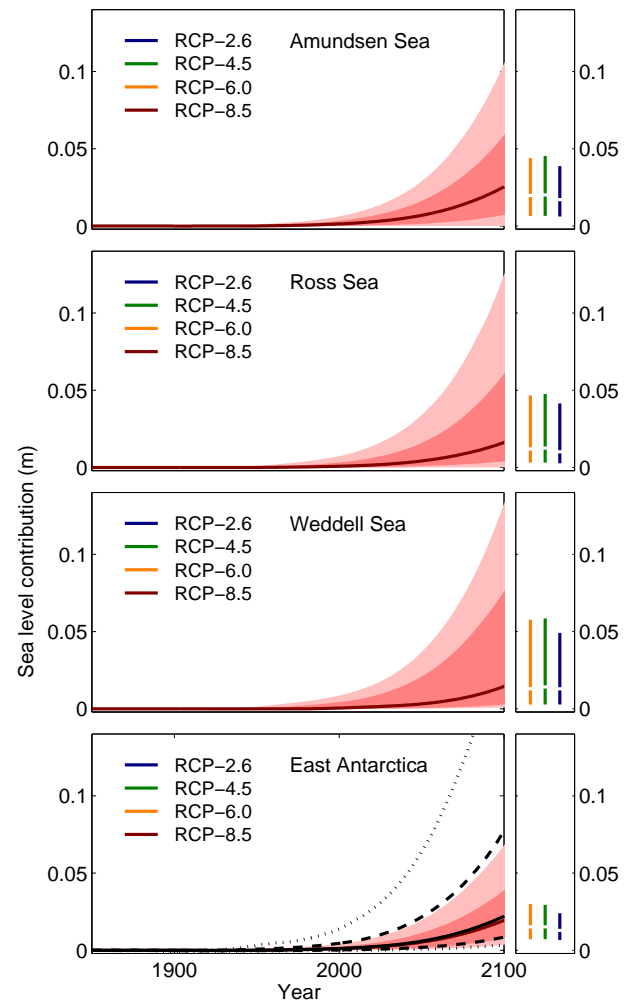 RCP−2.6 Amundsen Sea
0.1 RCP−4.5 0.1
RCP−6.0
RCP−8.5
0.05 0.05
0 0
RCP−2.6 Ross Sea
0.1 RCP−4.5 0.1
RCP−6.0
RCP−8.5
0.05 0.05
0 0
Sea level contribution (m)
RCP−2.6 Weddell Sea
0.1 RCP−4.5 0.1
RCP−6.0
RCP−8.5
0.05 0.05
0 0
RCP−2.6 East Antarctica
0.1 RCP−4.5 0.1
RCP−6.0
RCP−8.5
0.05 0.05
0 0
1900 2000 2100
Year